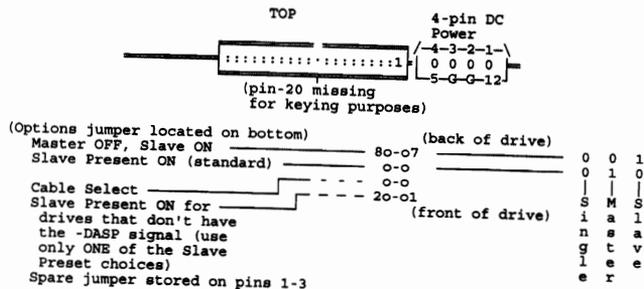 TOP
4-pin DC
Power
/-4-3-2-1-\
0 0 0 0
:::::::::.:::::::::1
5-G-G-12
(pin-20 missing
for keying purposes)
(Options jumper located on bottom)
(back of drive)
Master OFF, Slave ON 8o-o7 0 0 1
Slave Present ON (standard) o-o 0 1 0
Cable Select o-o
Slave Present ON for 2o-o1 S M S
drives that don't have (front of drive) i a l
the -DASP signal (use n s a
only ONE of the Slave g t v
Preset choices) l e e
Spare jumper stored on pins 1-3 e r